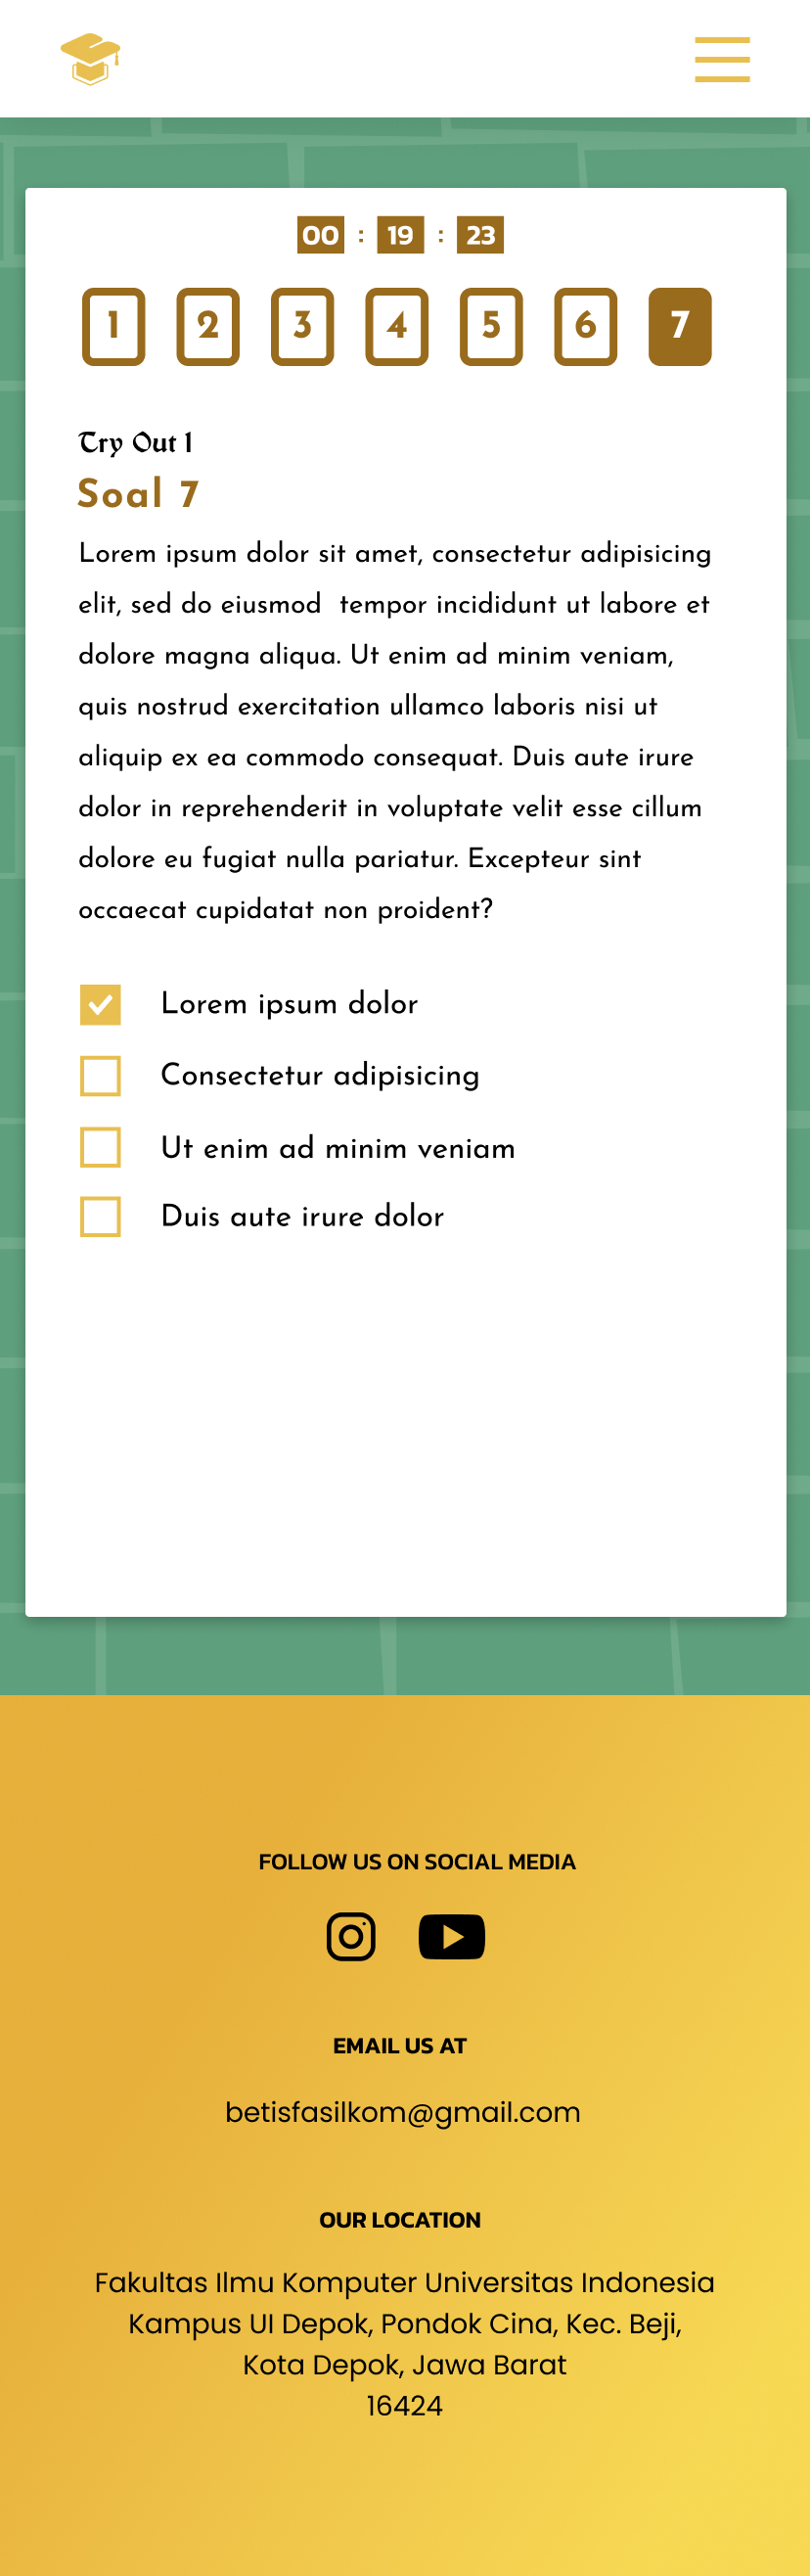 00 : 19 : 23
1 2 3 4 5 6 7
Try Out 1
Soal 7
Lorem ipsum dolor sit amet, consectetur adipisicing
elit, sed do eiusmod  tempor incididunt ut labore et
dolore magna aliqua. Ut enim ad minim veniam,
quis nostrud exercitation ullamco laboris nisi ut
aliquip ex ea commodo consequat. Duis aute irure
dolor in reprehenderit in voluptate velit esse cillum
dolore eu fugiat nulla pariatur. Excepteur sint
occaecat cupidatat non proident?
Lorem ipsum dolor
Consectetur adipisicing
Ut enim ad minim veniam
Duis aute irure dolor
FOLLOW US ON SOCIAL MEDIA
EMAIL US AT
betisfasilkom@gmail.com
OUR LOCATION
Fakultas Ilmu Komputer Universitas Indonesia
Kampus UI Depok, Pondok Cina, Kec. Beji,
Kota Depok, Jawa Barat
16424